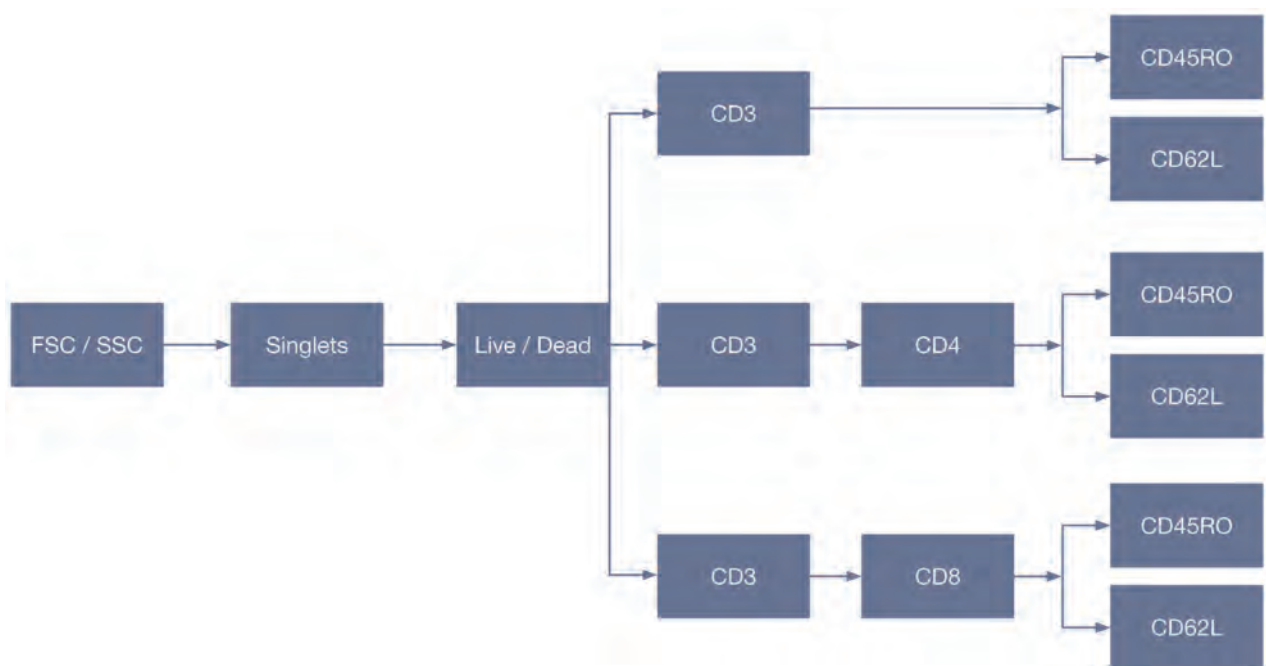 CD45RO
CD3
CD62L
CD45RO
FSC / SSC
Singlets
Live / Dead
CD3
CD4
CD62L
CD45RO
CD3
CD8
CD62L